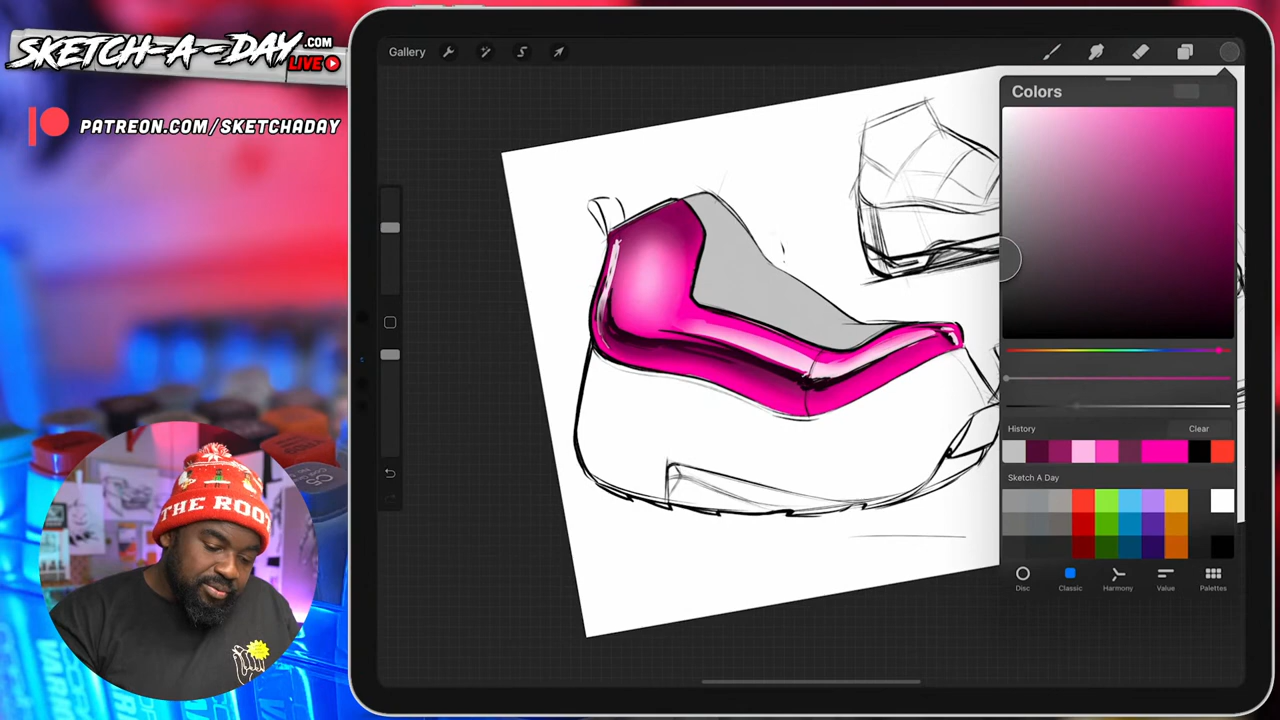 SKETCH-A-DAY.COM
LIVE
PATREON.COM/SKETCHADAY
Gallery
Colors
History
Clear
Sketch A Day
Disc
Classic
Harmony
Value
Palettes
THE ROOT